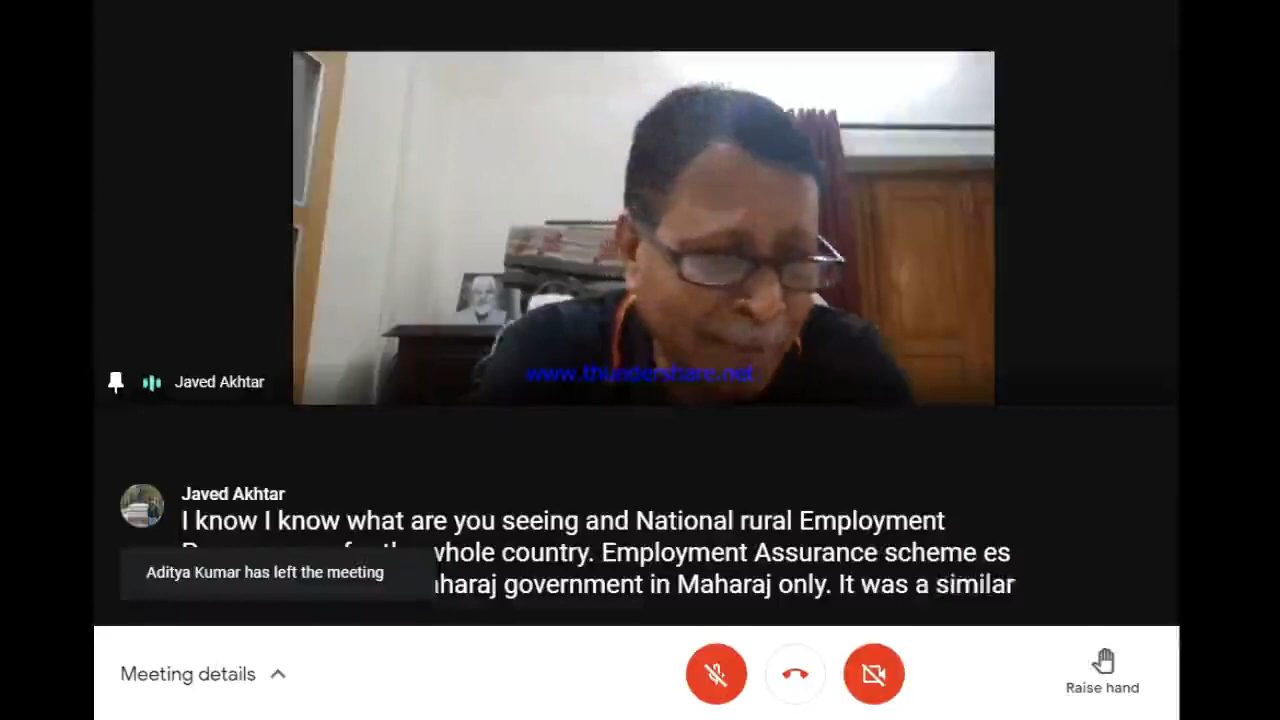 www.thundershare.net
Javed Akhtar
Javed Akhtar
I know I know what are you seeing and National rural Employment
whole country. Employment Assurance scheme es
Aditya Kumar has left the meeting
government in Maharaj only. It was a similar
Meeting details
Raise hand